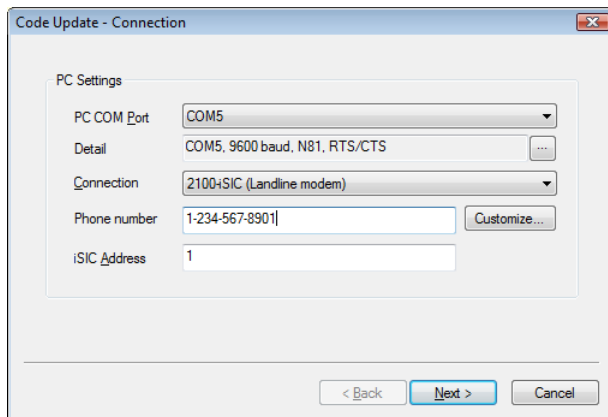 Code Update - Connection
PC Settings
PC COM Port COM5
Detail COM5, 9600 baud, N81, RTS/CTS ...
Connection 2100-iSIC (Landline modem)
Phone number 1-234-567-8901 Customize...
iSIC Address 1
< Back Next > Cancel